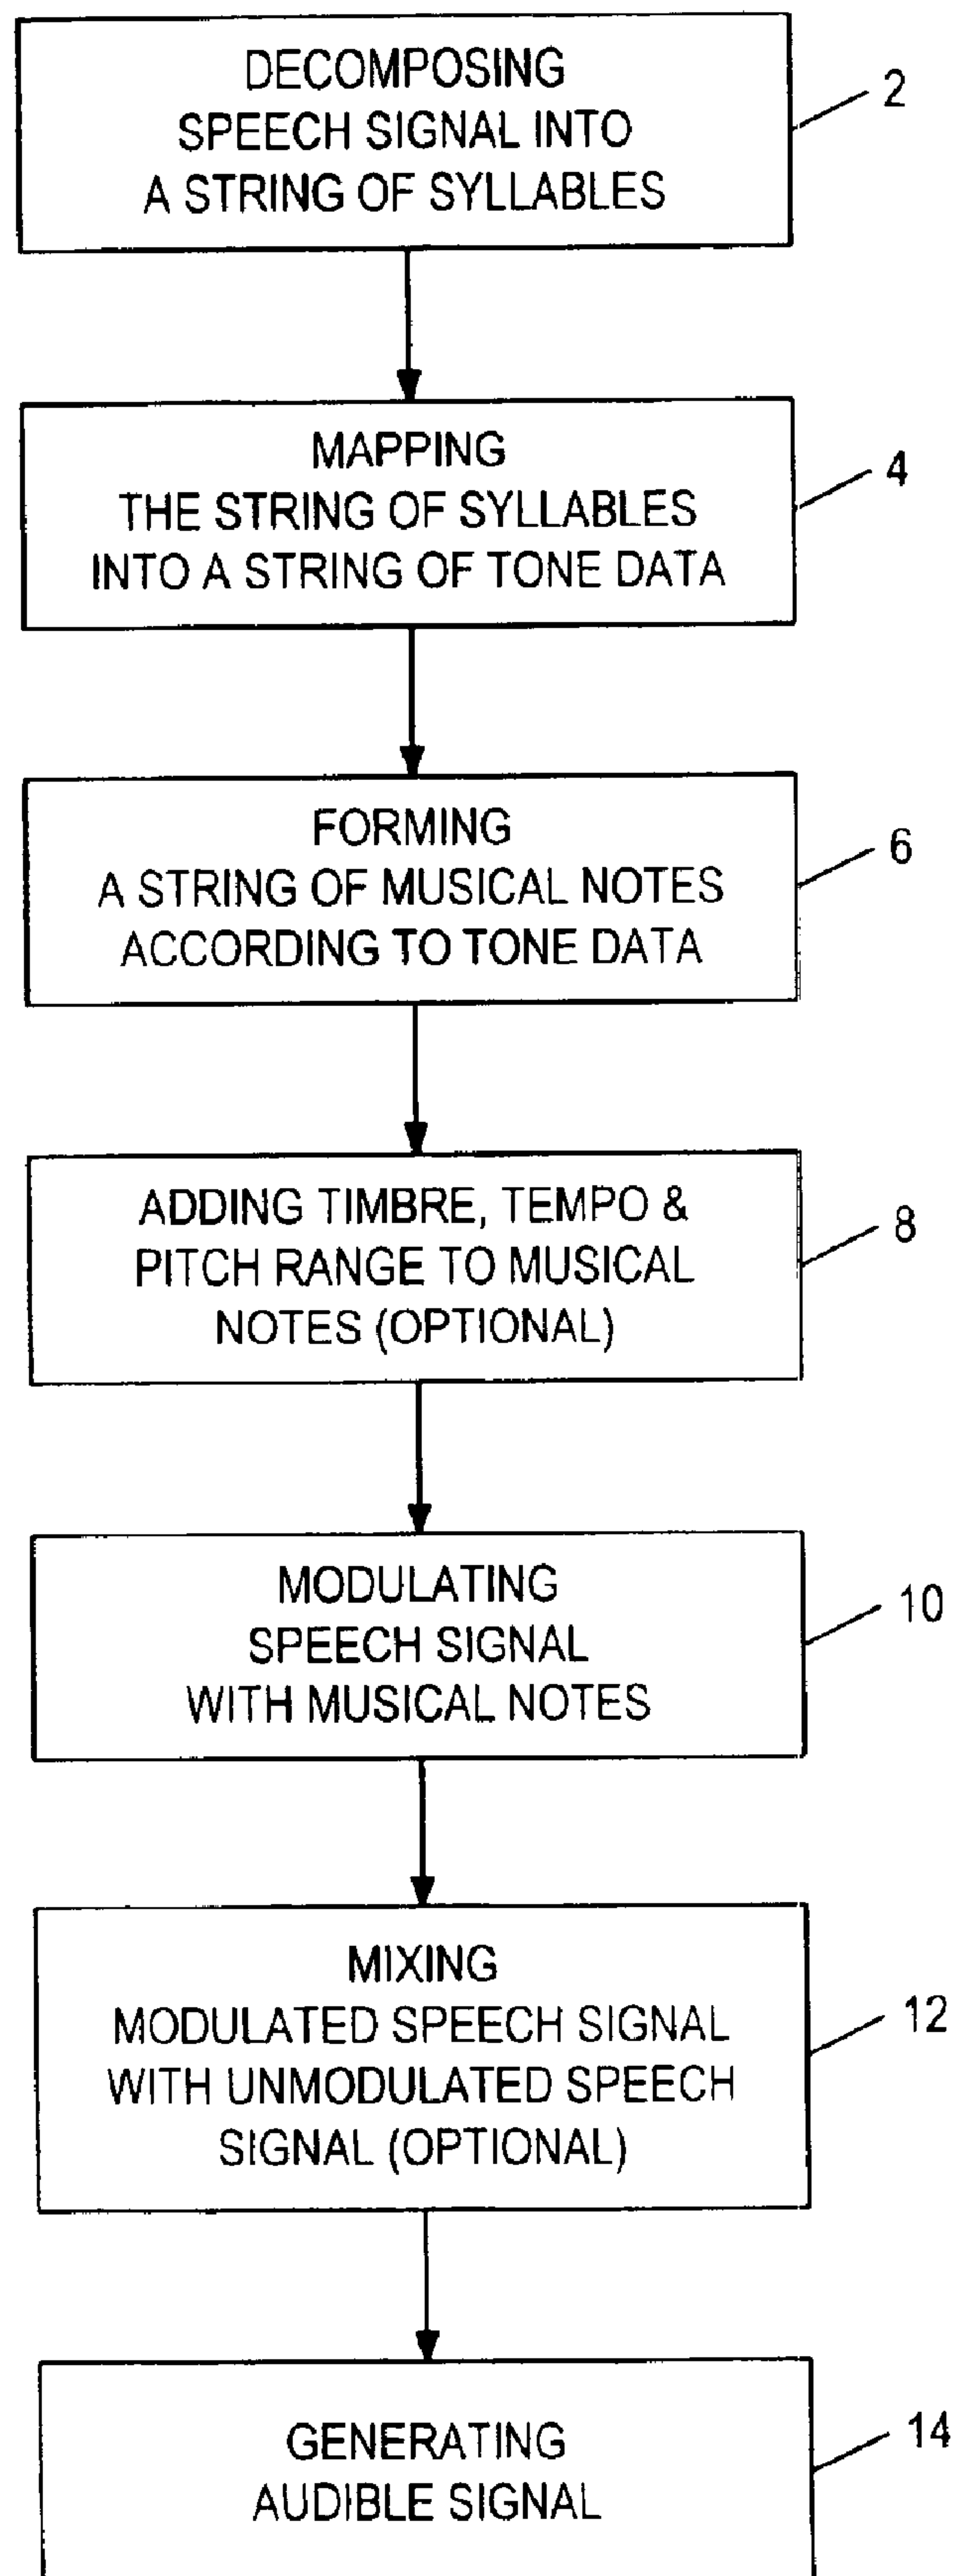 DECOMPOSING
SPEECH SIGNAL INTO
A STRING OF SYLLABLES
2
MAPPING
THE STRING OF SYLLABLES
INTO A STRING OF TONE DATA
4
FORMING
A STRING OF MUSICAL NOTES
ACCORDING TO TONE DATA
6
ADDING TIMBRE, TEMPO &
PITCH RANGE TO MUSICAL
NOTES (OPTIONAL)
8
MODULATING
SPEECH SIGNAL
WITH MUSICAL NOTES
10
MIXING
MODULATED SPEECH SIGNAL
WITH UNMODULATED SPEECH
SIGNAL (OPTIONAL)
12
GENERATING
AUDIBLE SIGNAL
14